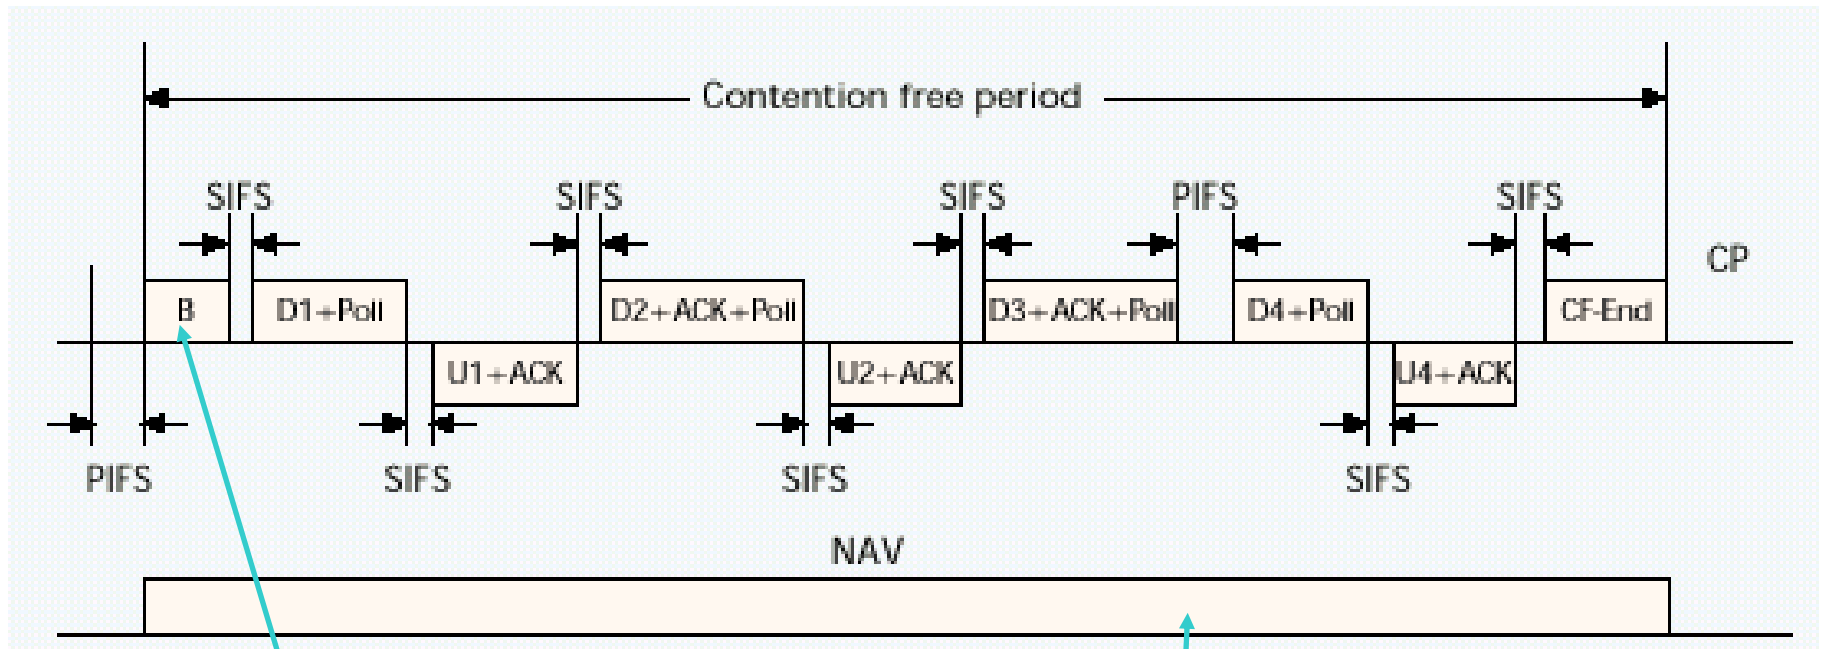 Contention free period
SIFS SIFS SIFS PIFS SIFS
CP
B D1+Poll D2+ACK+Poll D3+ACK+Poll D4+Poll CF-End
U1+ACK U2+ACK U4+ACK
PIFS SIFS SIFS SIFS
NAV